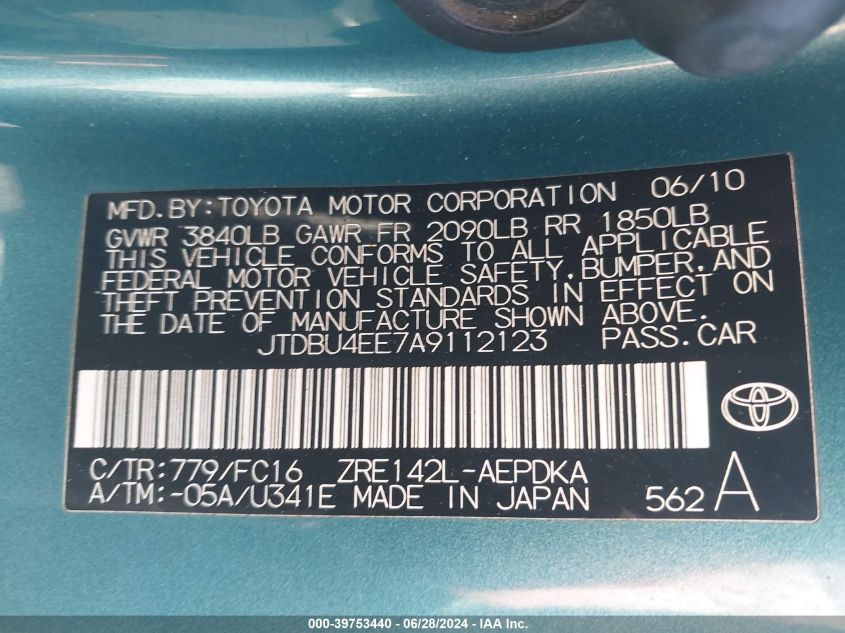 MFD.BY:TOYOTA MOTOR CORPORATION 06/10
GVWR 3840LB GAWR FR 2090LB RR 1850LB
THIS VEHICLE CONFORMS TO ALL APPLICABLE
FEDERAL MOTOR VEHICLE SAFETY,BUMPER,AND
THEFT PREVENTION STANDARDS IN EFFECT ON
THE DATE OF MANUFACTURE SHOWN ABOVE.
JTDBU4EE7A9112123 PASS.CAR
C/TR:779/FC16 ZRE142L-AEPDKA
A/TM:-05A/U341E MADE IN JAPAN 562 A
000-39753440 - 06/28/2024 - IAA Inc.